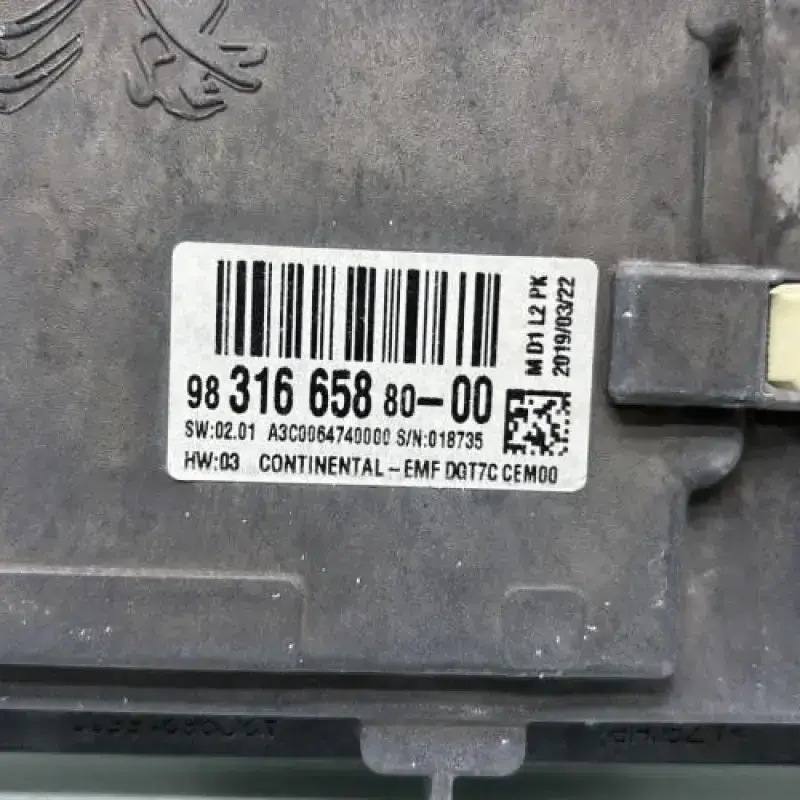 98 316 658 80-00
SW:02.01 A3C0064740000 S/N:018735
HW:03 CONTINENTAL-EMF DGT7C CEM00
M D1 L2 PK
2019/03/22